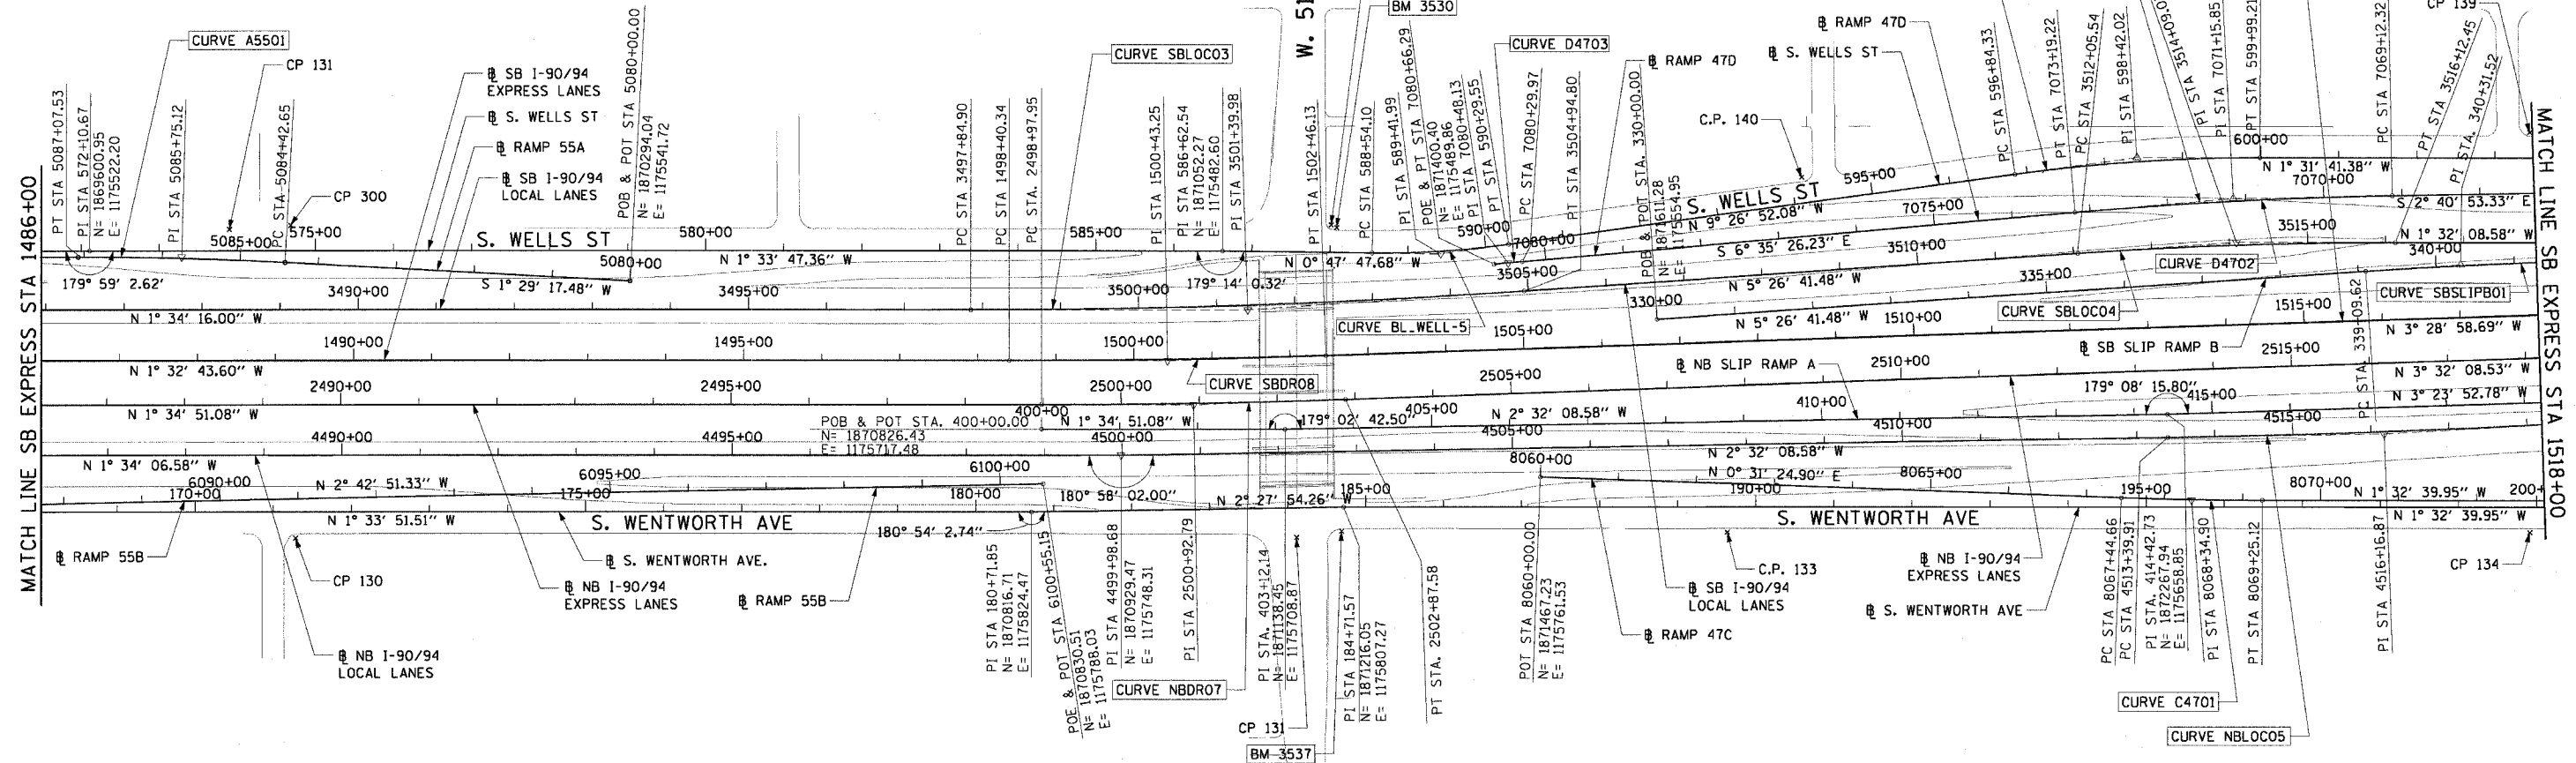 MATCH LINE SB EXPRESS STA 1486+00
PT STA 5087+07.53
PI STA 572+10.67
N= 1869600.95
E= 1175522.20
CURVE A5501
CP 131
PI STA 5085+75.12
PC STA 5084+42.65
CP 300
SB I-90/94
EXPRESS LANES
S. WELLS ST
RAMP 55A
SB I-90/94
LOCAL LANES
POB & POT STA 5080+00.00
N= 1870294.04
E= 1175541.72
5085+00
575+00
S. WELLS ST
580+00
585+00
5080+00
N 1° 33' 47.36" W
179° 59' 2.62'
S 1° 29' 17.48" W
3490+00
3495+00
3500+00
N 1° 34' 16.00" W
1490+00
1495+00
1500+00
N 1° 32' 43.60" W
2490+00
2495+00
2500+00
N 1° 34' 51.08" W
4490+00
4495+00
4500+00
N 1° 34' 06.58" W
6090+00
170+00
N 2° 42' 51.33" W
6095+00
175+00
6100+00
180+00
N 1° 33' 51.51" W
S. WENTWORTH AVE
180° 54' 2.74"
RAMP 55B
CP 130
NB I-90/94
LOCAL LANES
S. WENTWORTH AVE.
NB I-90/94
EXPRESS LANES
RAMP 55B
PC STA 3497+84.90
PC STA 1498+40.34
PC STA. 2498+97.95
CURVE SBLOC03
PI STA 1500+43.25
PI STA 586+62.54
N= 1871052.27
E= 1175482.60
PI STA 3501+39.98
W. 51
BM 3530
PT STA 1502+46.13
PC STA 588+54.10
PI STA 589+41.99
POE & PT STA 7080+66.29
N= 1871400.40
E= 1175489.86
PI STA 7080+48.13
PT STA 590+29.55
CURVE D4703
PC STA 7080+29.97
PT STA 3504+94.80
RAMP 47D
POB & POT STA. 330+00.00
N= 1871611.28
E= 1175554.95
179° 14' 0.32'
N 0° 47' 47.68" W
590+00
7080+00
3505+00
CURVE BL_WELL-5
1505+00
CURVE SBDR08
2505+00
400+00
POB & POT STA. 400+00.00
N= 1870826.43
E= 1175717.48
N 1° 34' 51.08" W
179° 02' 42.50"
405+00
4505+00
N 2° 32' 08.58" W
180° 58' 02.00"
N 2° 27' 54.26" W
185+00
8060+00
PI STA 180+71.85
N= 1870816.71
E= 1175824.47
POE & POT STA 6100+55.15
N= 1870830.51
E= 1175788.03
PI STA 4499+98.68
N= 1870929.47
E= 1175748.31
PI STA 2500+92.79
CURVE NBDR07
PI STA. 403+12.14
N= 1871138.45
E= 1175708.87
CP 131
BM 3537
PI STA 184+71.57
N= 1871216.05
E= 1175807.27
PT STA. 2502+87.58
POT STA 8060+00.00
N= 1871467.23
E= 1175761.53
RAMP 47C
SB I-90/94
LOCAL LANES
C.P. 133
RAMP 47D
S. WELLS ST
C.P. 140
S. WELLS ST
595+00
N 9° 26' 52.08" W
7075+00
S 6° 35' 26.23" E
3510+00
N 5° 26' 41.48" W
335+00
330+00
N 5° 26' 41.48" W
1510+00
NB SLIP RAMP A
2510+00
410+00
N 2° 32' 08.58" W
4510+00
N 0° 31' 24.90" E
8065+00
190+00
S. WENTWORTH AVE
PC STA 596+84.33
PT STA 7073+19.22
PC STA 3512+05.54
PI STA 598+42.02
PI STA 3514+09.0
PI STA 7071+15.85
PT STA 599+99.21
PC STA 7069+12.32
PT STA 3516+12.45
PI STA. 340+31.52
CP 139
600+00
N 1° 31' 41.38" W
7070+00
S 2° 40' 53.33" E
3515+00
N 1° 32' 08.58" W
340+00
CURVE D4702
CURVE SBLOC04
CURVE SBSLIPB01
1515+00
N 3° 28' 58.69" W
SB SLIP RAMP B
2515+00
PC STA. 339+09.62
N 3° 32' 08.53" W
179° 08' 15.80"
415+00
N 3° 23' 52.78" W
4515+00
195+00
8070+00
N 1° 32' 39.95" W
200+
N 1° 32' 39.95" W
NB I-90/94
EXPRESS LANES
S. WENTWORTH AVE
PC STA 8067+44.66
PC STA 4513+39.91
PI STA. 414+42.73
N= 1872267.94
E= 1175658.85
PI STA 8068+34.90
PT STA 8069+25.12
PI STA 4516+16.87
CP 134
CURVE C4701
CURVE NBLOC05
MATCH LINE SB EXPRESS STA 1518+00